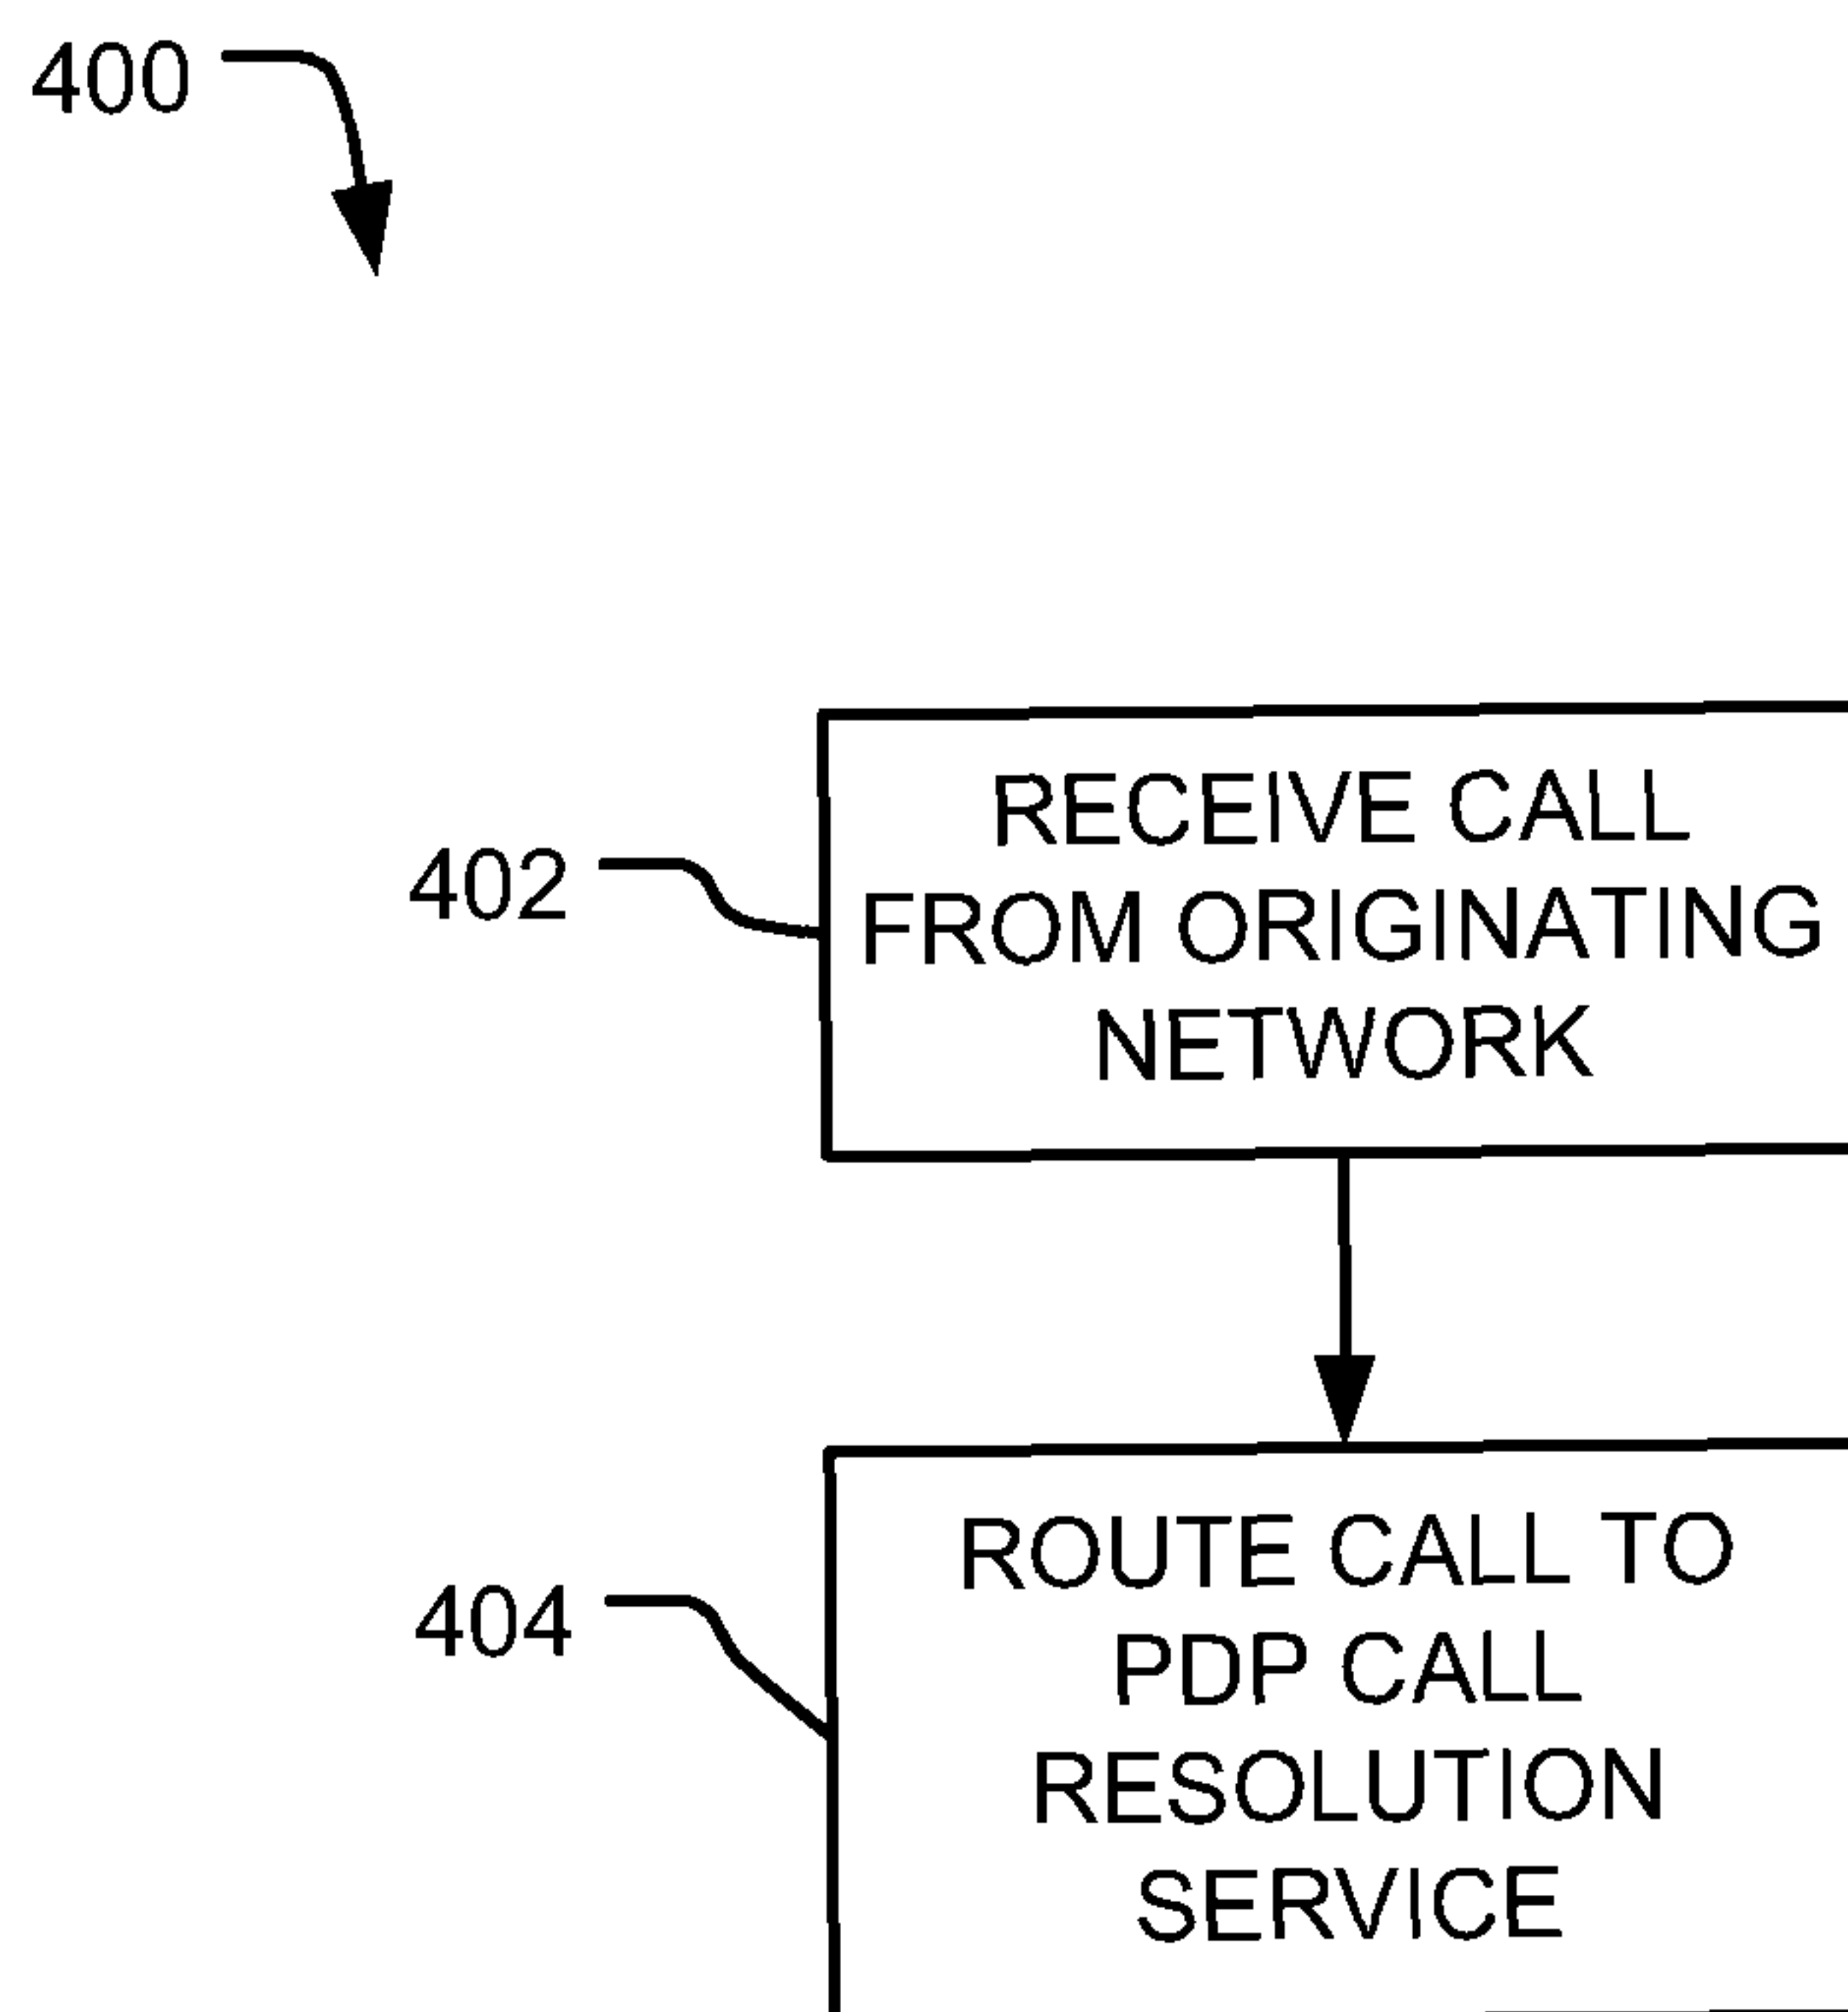 400
RECEIVE CALL
402
FROM ORIGINATING
NETWORK
ROUTE CALL TO
404
PDP CALL
RESOLUTION
SERVICE